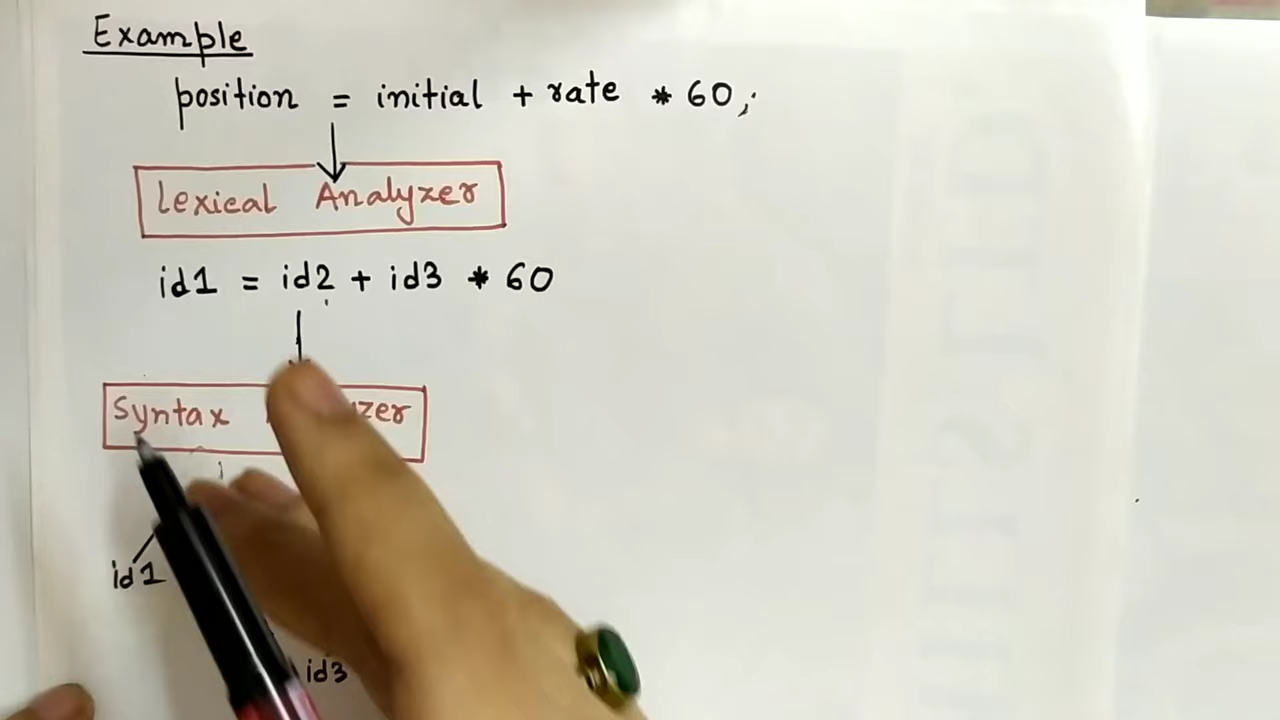 Example
position = initial + rate * 60;
Lexical Analyzer
id1 = id2 + id3 * 60
Syntax
id1
id3